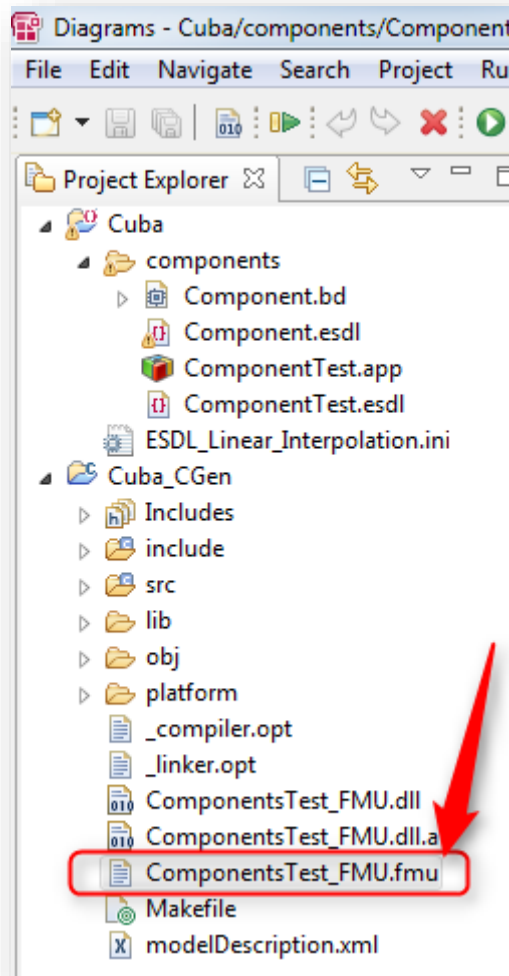 Diagrams - Cuba/components/Component
File Edit Navigate Search Project Ru
Project Explorer
Cuba
components
Component.bd
Component.esdl
ComponentTest.app
ComponentTest.esdl
ESDL_Linear_Interpolation.ini
Cuba_CGen
Includes
include
src
lib
obj
platform
_compiler.opt
_linker.opt
ComponentsTest_FMU.dll
ComponentsTest_FMU.dll.a
ComponentsTest_FMU.fmu
Makefile
modelDescription.xml